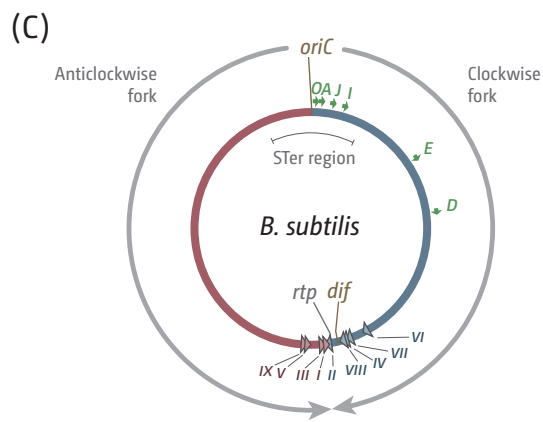 (C)
oriC
Anticlockwise
fork
Clockwise
fork
OA J I
E
D
STer region
B. subtilis
rtp dif
VI
VII
IV
VIII
IX V III I II